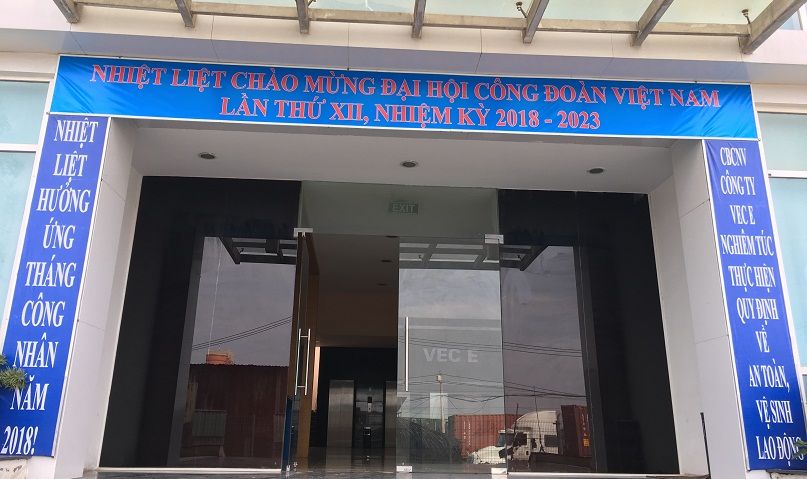 NHIỆT LIỆT CHÀO MỪNG ĐẠI HỘI CÔNG ĐOÀN VIỆT NAM
LẦN THỨ XII, NHIỆM KỲ 2018 - 2023
NHIỆT
LIỆT
HƯỞNG
ỨNG
THÁNG
CÔNG
NHÂN
NĂM
2018!
EXIT
VEC E
CBCNV
CÔNG TY
VEC E
NGHIÊM TÚC
THỰC HIỆN
QUY ĐỊNH
VỀ
AN TOÀN,
VỆ SINH
LAO ĐỘNG